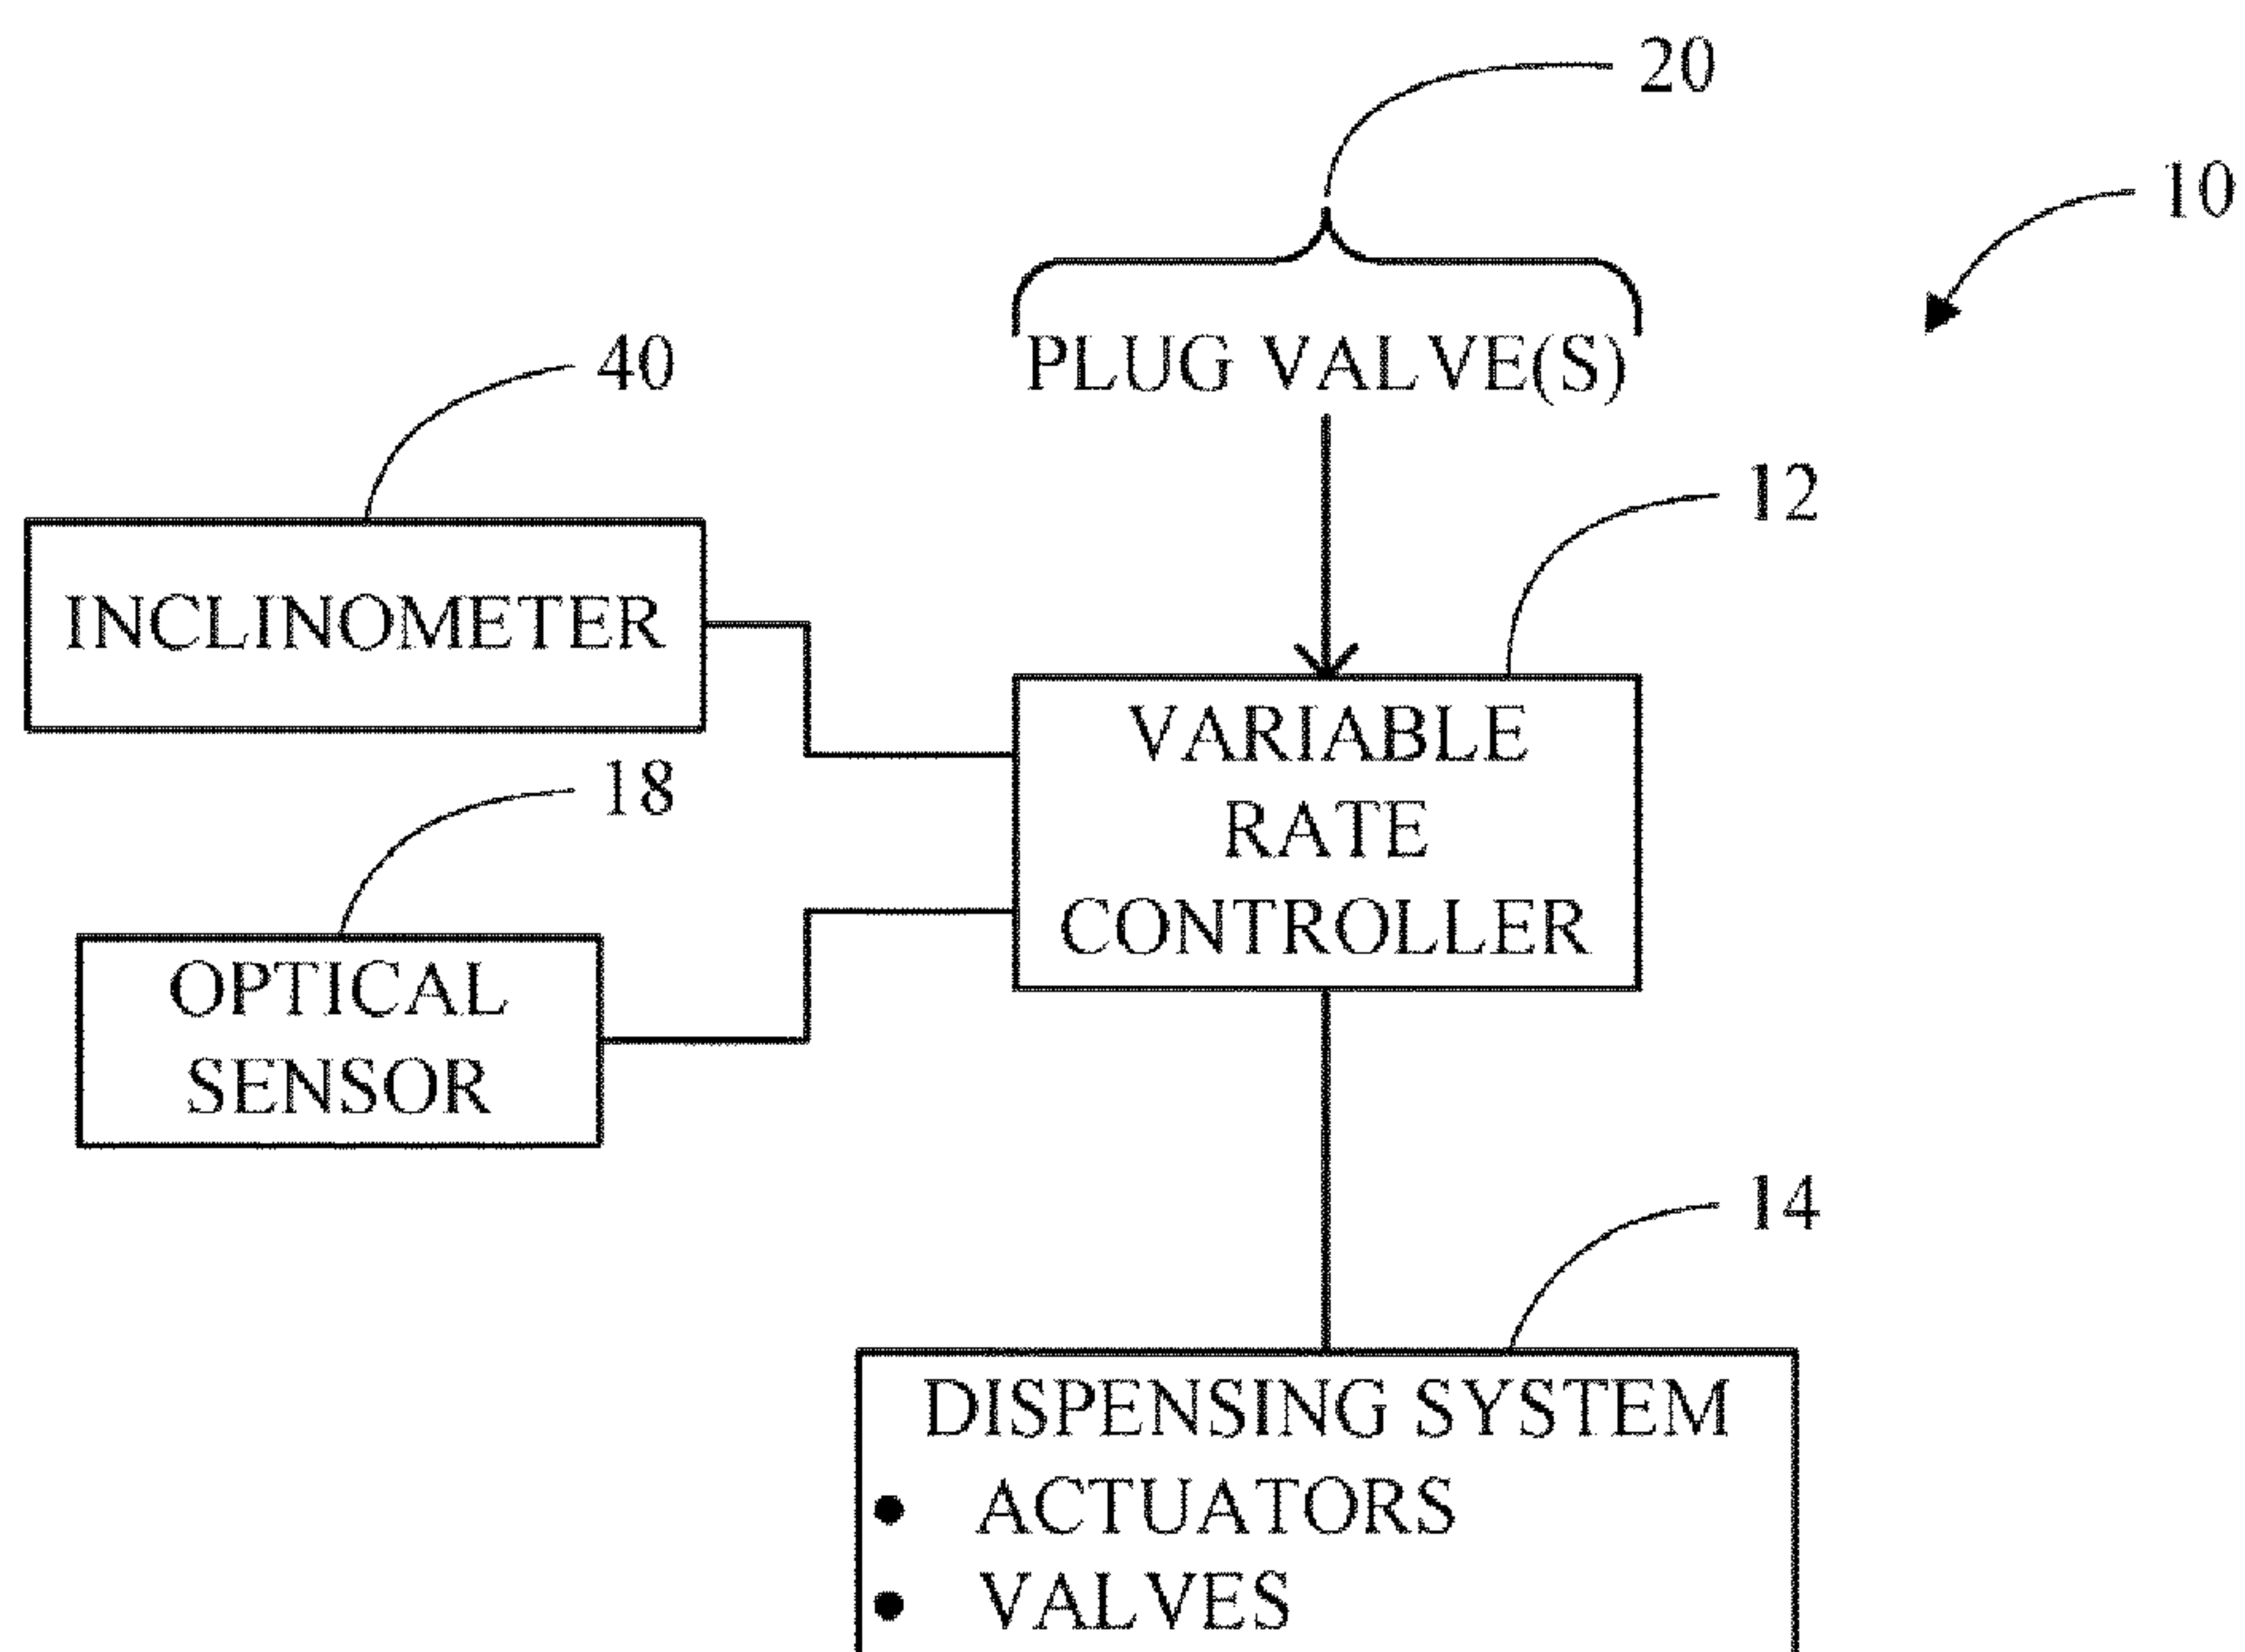 20
10
PLUG VALVE(S)
40
12
INCLINOMETER
VARIABLE
RATE
CONTROLLER
18
OPTICAL
SENSOR
14
DISPENSING SYSTEM
• ACTUATORS
• VALVES